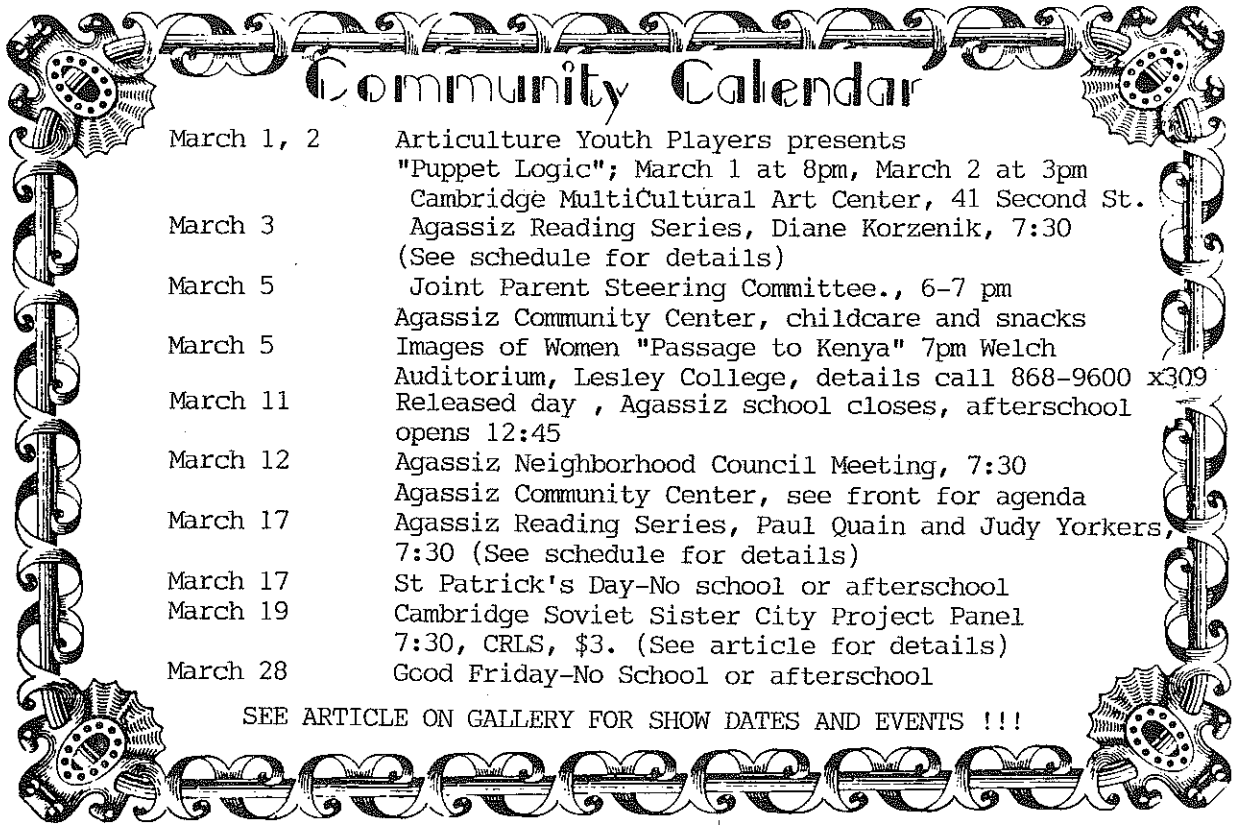 Community Calendar
March 1, 2 Articulture Youth Players presents
"Puppet Logic"; March 1 at 8pm, March 2 at 3pm
Cambridge MultiCultural Art Center, 41 Second St.
March 3 Agassiz Reading Series, Diane Korzenik, 7:30
(See schedule for details)
March 5 Joint Parent Steering Committee., 6-7 pm
Agassiz Community Center, childcare and snacks
March 5 Images of Women "Passage to Kenya" 7pm Welch
Auditorium, Lesley College, details call 868-9600 x309
March 11 Released day , Agassiz school closes, afterschool
opens 12:45
March 12 Agassiz Neighborhood Council Meeting, 7:30
Agassiz Community Center, see front for agenda
March 17 Agassiz Reading Series, Paul Quain and Judy Yorkers,
7:30 (See schedule for details)
March 17 St Patrick's Day-No school or afterschool
March 19 Cambridge Soviet Sister City Project Panel
7:30, CRLS, $3. (See article for details)
March 28 Good Friday-No School or afterschool
SEE ARTICLE ON GALLERY FOR SHOW DATES AND EVENTS !!!